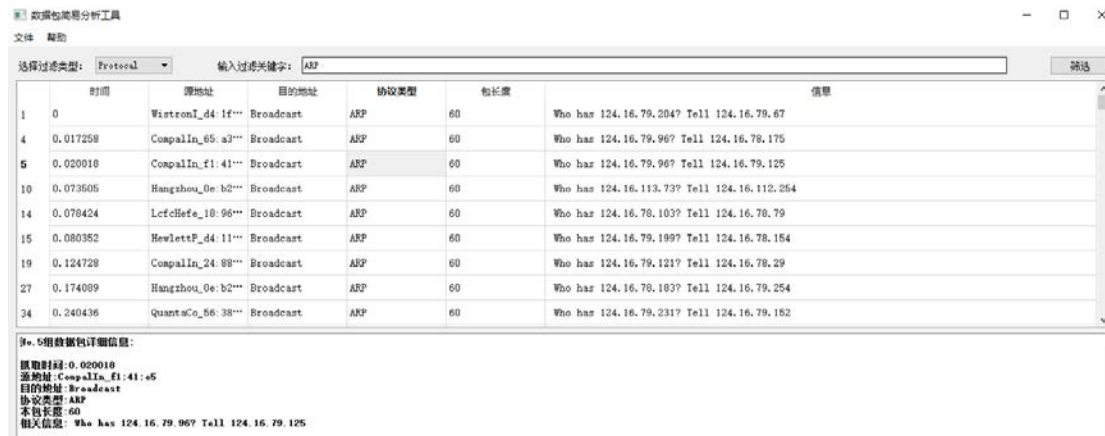 数据包简易分析工具
文件 帮助
选择过滤类型: Protocal 输入过滤关键字: ARP 筛选
时间 源地址 目的地址 协议类型 包长度 信息
1 0 WistronI_d4:1f… Broadcast ARP 60 Who has 124.16.79.204? Tell 124.16.79.67
4 0.017258 CompalIn_65:a3… Broadcast ARP 60 Who has 124.16.79.96? Tell 124.16.78.175
5 0.020018 CompalIn_f1:41… Broadcast ARP 60 Who has 124.16.79.96? Tell 124.16.79.125
10 0.073505 Hangzhou_0e:b2… Broadcast ARP 60 Who has 124.16.113.73? Tell 124.16.112.254
14 0.078424 LcfcHefe_18:96… Broadcast ARP 60 Who has 124.16.78.103? Tell 124.16.78.79
15 0.080352 HewlettP_d4:11… Broadcast ARP 60 Who has 124.16.79.199? Tell 124.16.78.154
19 0.124728 CompalIn_24:88… Broadcast ARP 60 Who has 124.16.79.121? Tell 124.16.78.29
27 0.174089 Hangzhou_0e:b2… Broadcast ARP 60 Who has 124.16.78.183? Tell 124.16.79.254
34 0.240436 QuantaCo_56:38… Broadcast ARP 60 Who has 124.16.79.231? Tell 124.16.79.152
No.5组数据包详细信息:
抓取时间:0.020018
源地址:CompalIn_f1:41:e5
目的地址:Broadcast
协议类型:ARP
本包长度:60
相关信息: Who has 124.16.79.96? Tell 124.16.79.125